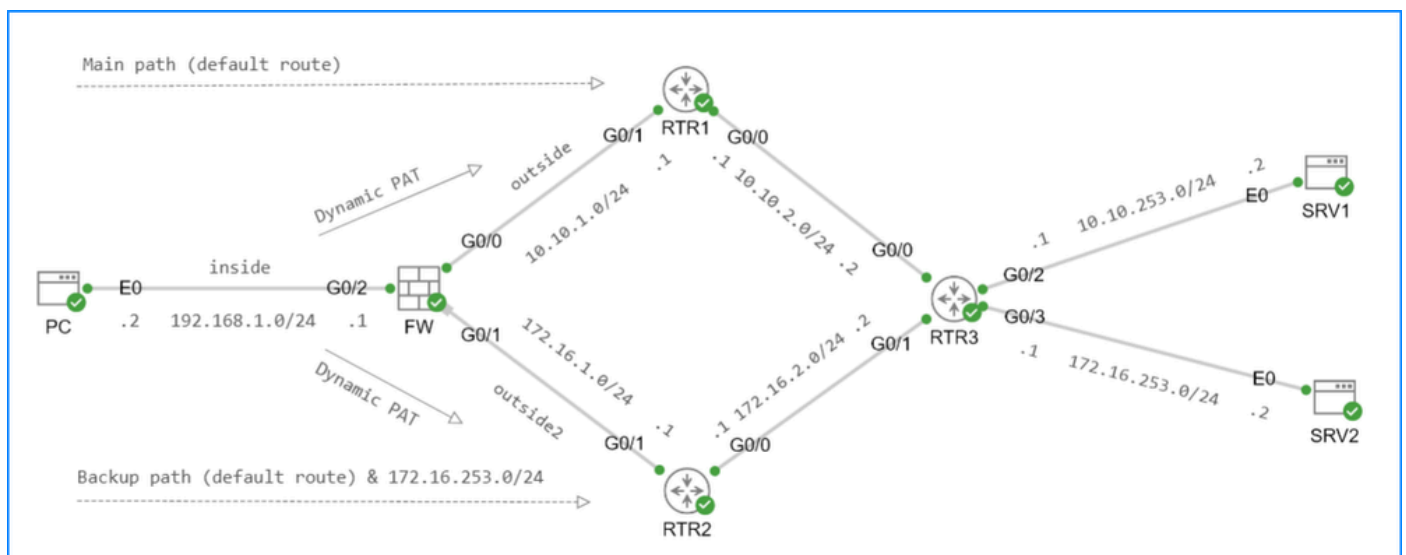 Main path (default route)
RTR1
G0/1
G0/0
outside
.1
.1 10.10.2.0/24 .2
Dynamic PAT
10.10.1.0/24
G0/0
G0/0
.1 10.10.253.0/24 .2
E0
SRV1
inside
E0
G0/2
PC
.2 192.168.1.0/24 .1
FW
G0/2
G0/3
RTR3
G0/1
G0/1
172.16.1.0/24
.1 172.16.2.0/24 .2
.1 172.16.253.0/24 .2
E0
SRV2
Dynamic PAT
outside2
.1
G0/1
G0/0
Backup path (default route) & 172.16.253.0/24
RTR2